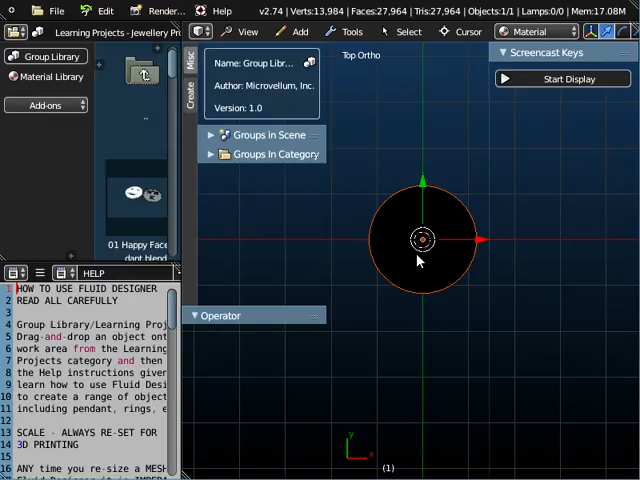 File
Render...
Help
v2.74 | Verts:13,984 | Faces:27,964 | Tris:27,964 | Objects:1/1 | Lamps:0/0 | Mem:17.08M
Learning Projects - Jewellery Pr
View
Add
Tools
Select
Cursor
Material
Group Library
Material Library
Add-ons
..
01 Happy Face
dant.blend
Misc
Create
Name: Group Libr...
Author: Microvellum, Inc.
Version: 1.0
Groups in Scene
Groups In Category
Top Ortho
Screencast Keys
Start Display
Operator
HELP
1 HOW TO USE FLUID DESIGNER
2 READ ALL CAREFULLY
3
4 Group Library/Learning Proj
5 Drag-and-drop an object ont
6 work area from the Learning
7 Projects category and then
8 the Help instructions given
9 learn how to use Fluid Desi
10 to create a range of object
11 including pendant, rings, e
12
13 SCALE - ALWAYS RE-SET FOR
14 3D PRINTING
15
16 ANY time you re-size a MESH
y
x
(1)